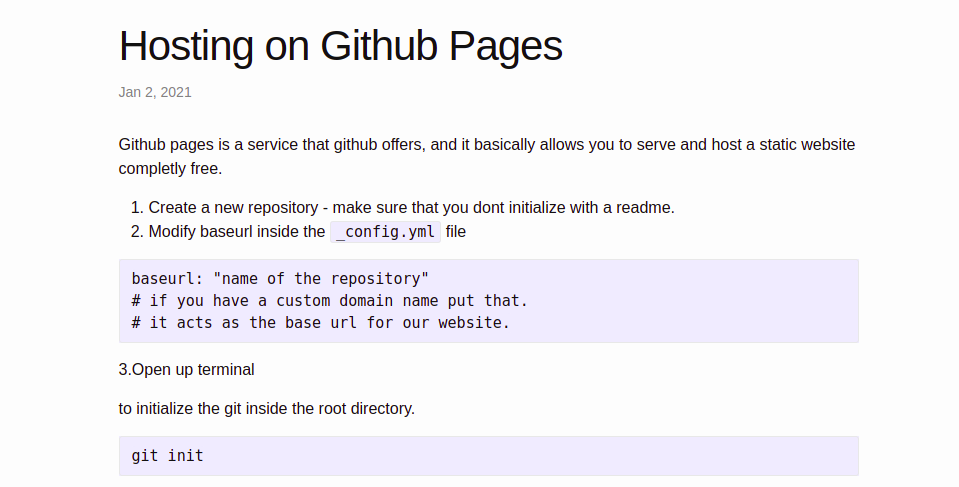 Hosting on Github Pages
Jan 2, 2021
Github pages is a service that github offers, and it basically allows you to serve and host a static website
completly free.
1. Create a new repository - make sure that you dont initialize with a readme.
2. Modify baseurl inside the _config.yml file
baseurl: "name of the repository"
# if you have a custom domain name put that.
# it acts as the base url for our website.
3.Open up terminal
to initialize the git inside the root directory.
git init